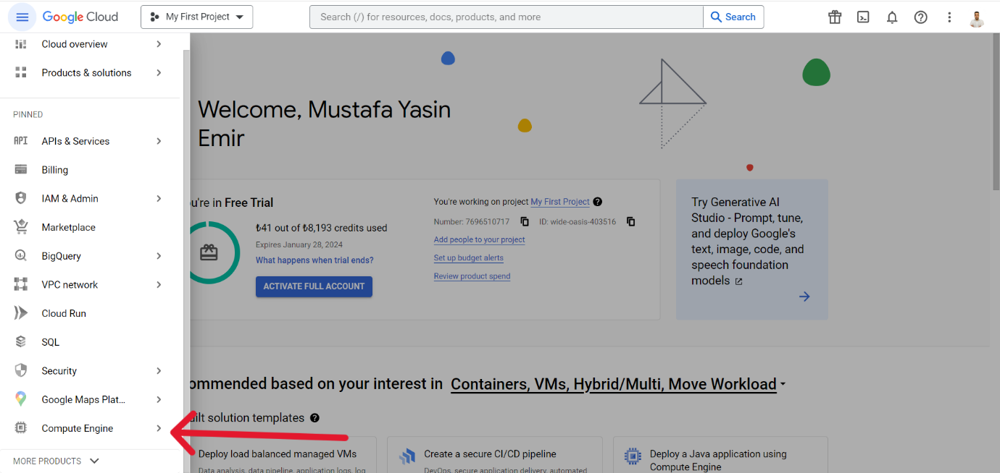 Google Cloud
My First Project
Search (/) for resources, docs, products, and more
Search
Cloud overview
Products & solutions
PINNED
API
APIs & Services
Billing
IAM & Admin
Marketplace
BigQuery
VPC network
Cloud Run
SQL
Security
Google Maps Plat...
Compute Engine
MORE PRODUCTS
Welcome, Mustafa Yasin
Emir
u're in Free Trial
₺41 out of ₺8,193 credits used
Expires January 28, 2024
What happens when trial ends?
ACTIVATE FULL ACCOUNT
You're working on project My First Project
Number: 7696510717 ID: wide-oasis-403516
Add people to your project
Set up budget alerts
Review product spend
Try Generative AI
Studio - Prompt, tune,
and deploy Google's
text, image, code, and
speech foundation
models
ommended based on your interest in Containers, VMs, Hybrid/Multi, Move Workload
uilt solution templates
Deploy load balanced managed VMs
Data analysis, data pipeline, application logs, log
Create a secure CI/CD pipeline
DevOps, secure application delivery, automated
Deploy a Java application using
Compute Engine